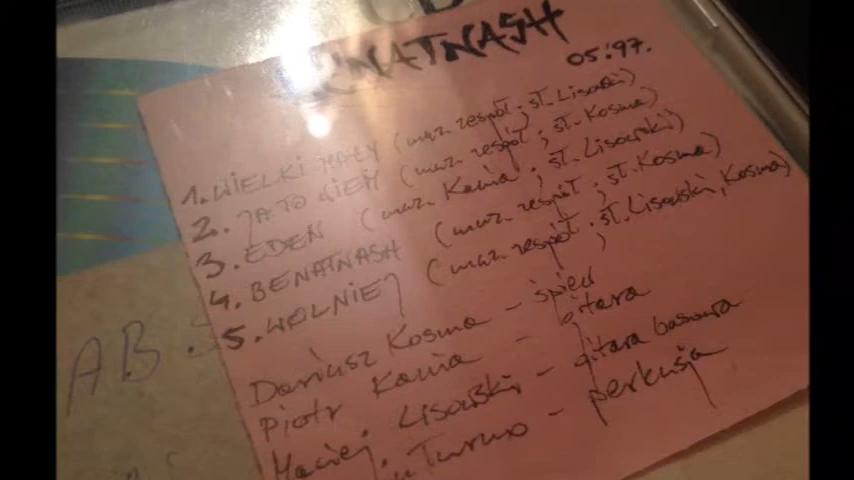 CD
BENATNASH
05.'97.
1. WIELKI MAŁY (muz. zespół; sł. Lisowski)
2. JA TO WIEM (muz. zespół; sł. Kosma)
3. EDEN (muz. Kania; sł. Lisowski)
4. BENATNASH (muz. zespół; sł. Kosma)
5. WOLNIEJ (muz. zespół; sł. Lisowski, Kosma)
Dariusz Kosma - śpiew
Piotr Kania - gitara
Maciej Lisowski - gitara basowa
- perkusja
AB